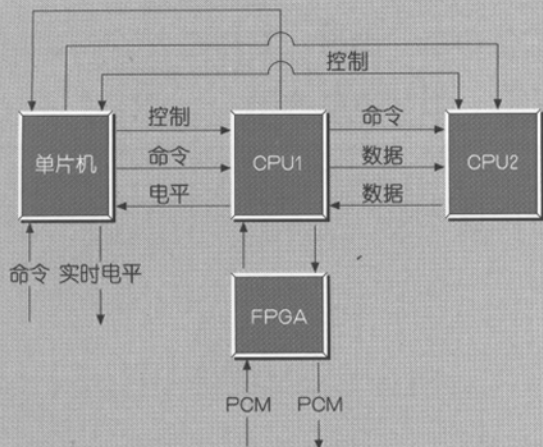 控制
控制 命令
单片机 命令 CPU1 数据 CPU2
电平 数据
命令 实时电平
FPGA
PCM PCM